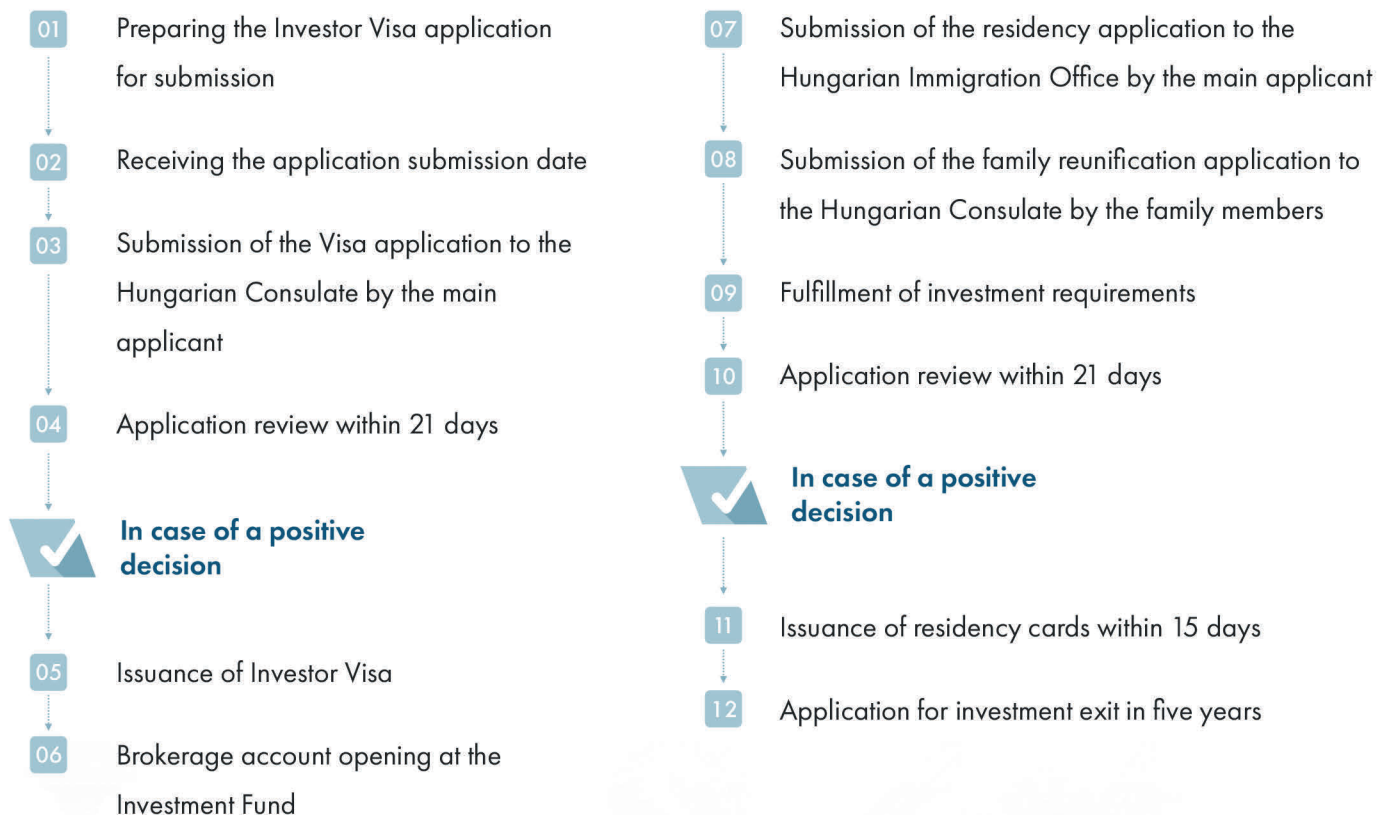 01
Preparing the Investor Visa application
for submission
02
Receiving the application submission date
03
Submission of the Visa application to the
Hungarian Consulate by the main
applicant
04
Application review within 21 days
In case of a positive
decision
05
Issuance of Investor Visa
06
Brokerage account opening at the
Investment Fund
07
Submission of the residency application to the
Hungarian Immigration Office by the main applicant
08
Submission of the family reunification application to
the Hungarian Consulate by the family members
09
Fulfillment of investment requirements
10
Application review within 21 days
In case of a positive
decision
11
Issuance of residency cards within 15 days
12
Application for investment exit in five years